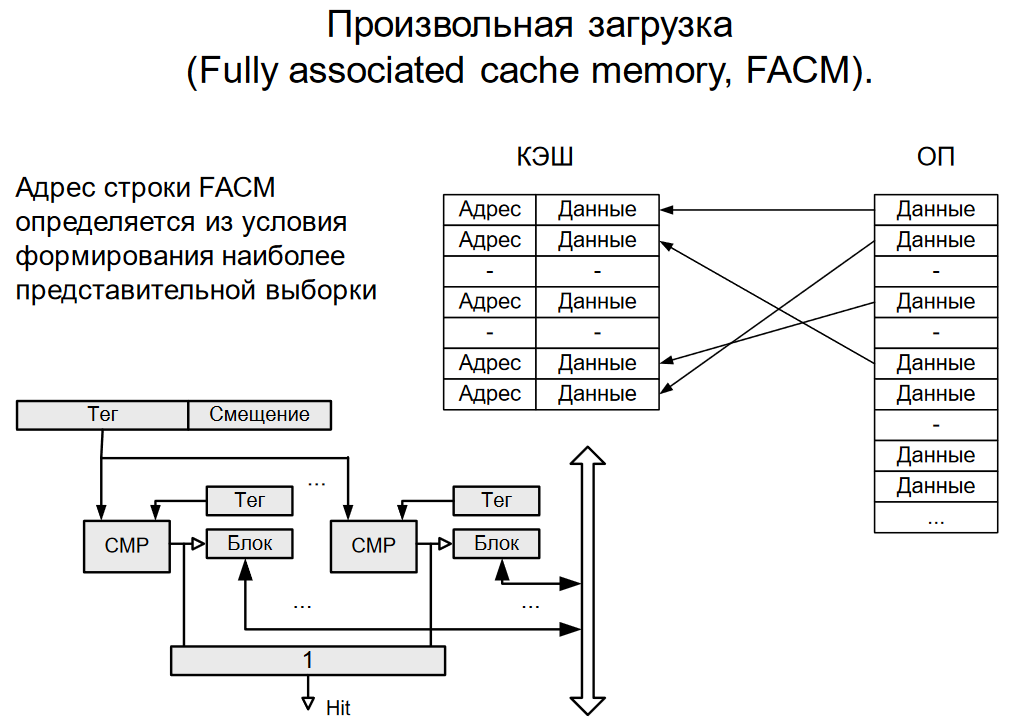 Произвольная загрузка
(Fully associated cache memory, FACM).
Адрес строки FACM
определяется из условия
формирования наиболее
представительной выборки
КЭШ
Адрес Данные
Адрес Данные
- -
Адрес Данные
- -
Адрес Данные
Адрес Данные
ОП
Данные
Данные
-
Данные
-
Данные
Данные
-
Данные
Данные
...
Тег Смещение
...
Тег Тег
CMP Блок CMP Блок
... ...
1
Hit